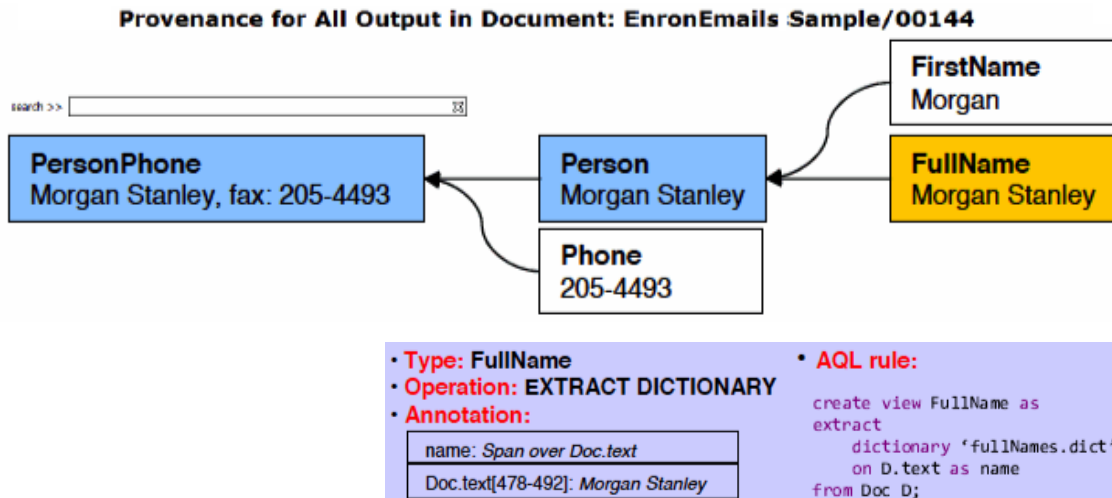 Provenance for All Output in Document: EnronEmails Sample/00144
search >>
PersonPhone
Morgan Stanley, fax: 205-4493
Person
Morgan Stanley
Phone
205-4493
FirstName
Morgan
FullName
Morgan Stanley
• Type: FullName
• Operation: EXTRACT DICTIONARY
• Annotation:
name: Span over Doc.text
Doc.text[478-492]: Morgan Stanley
• AQL rule:
create view FullName as
extract
dictionary ‘fullNames.dict’
on D.text as name
from Doc D;